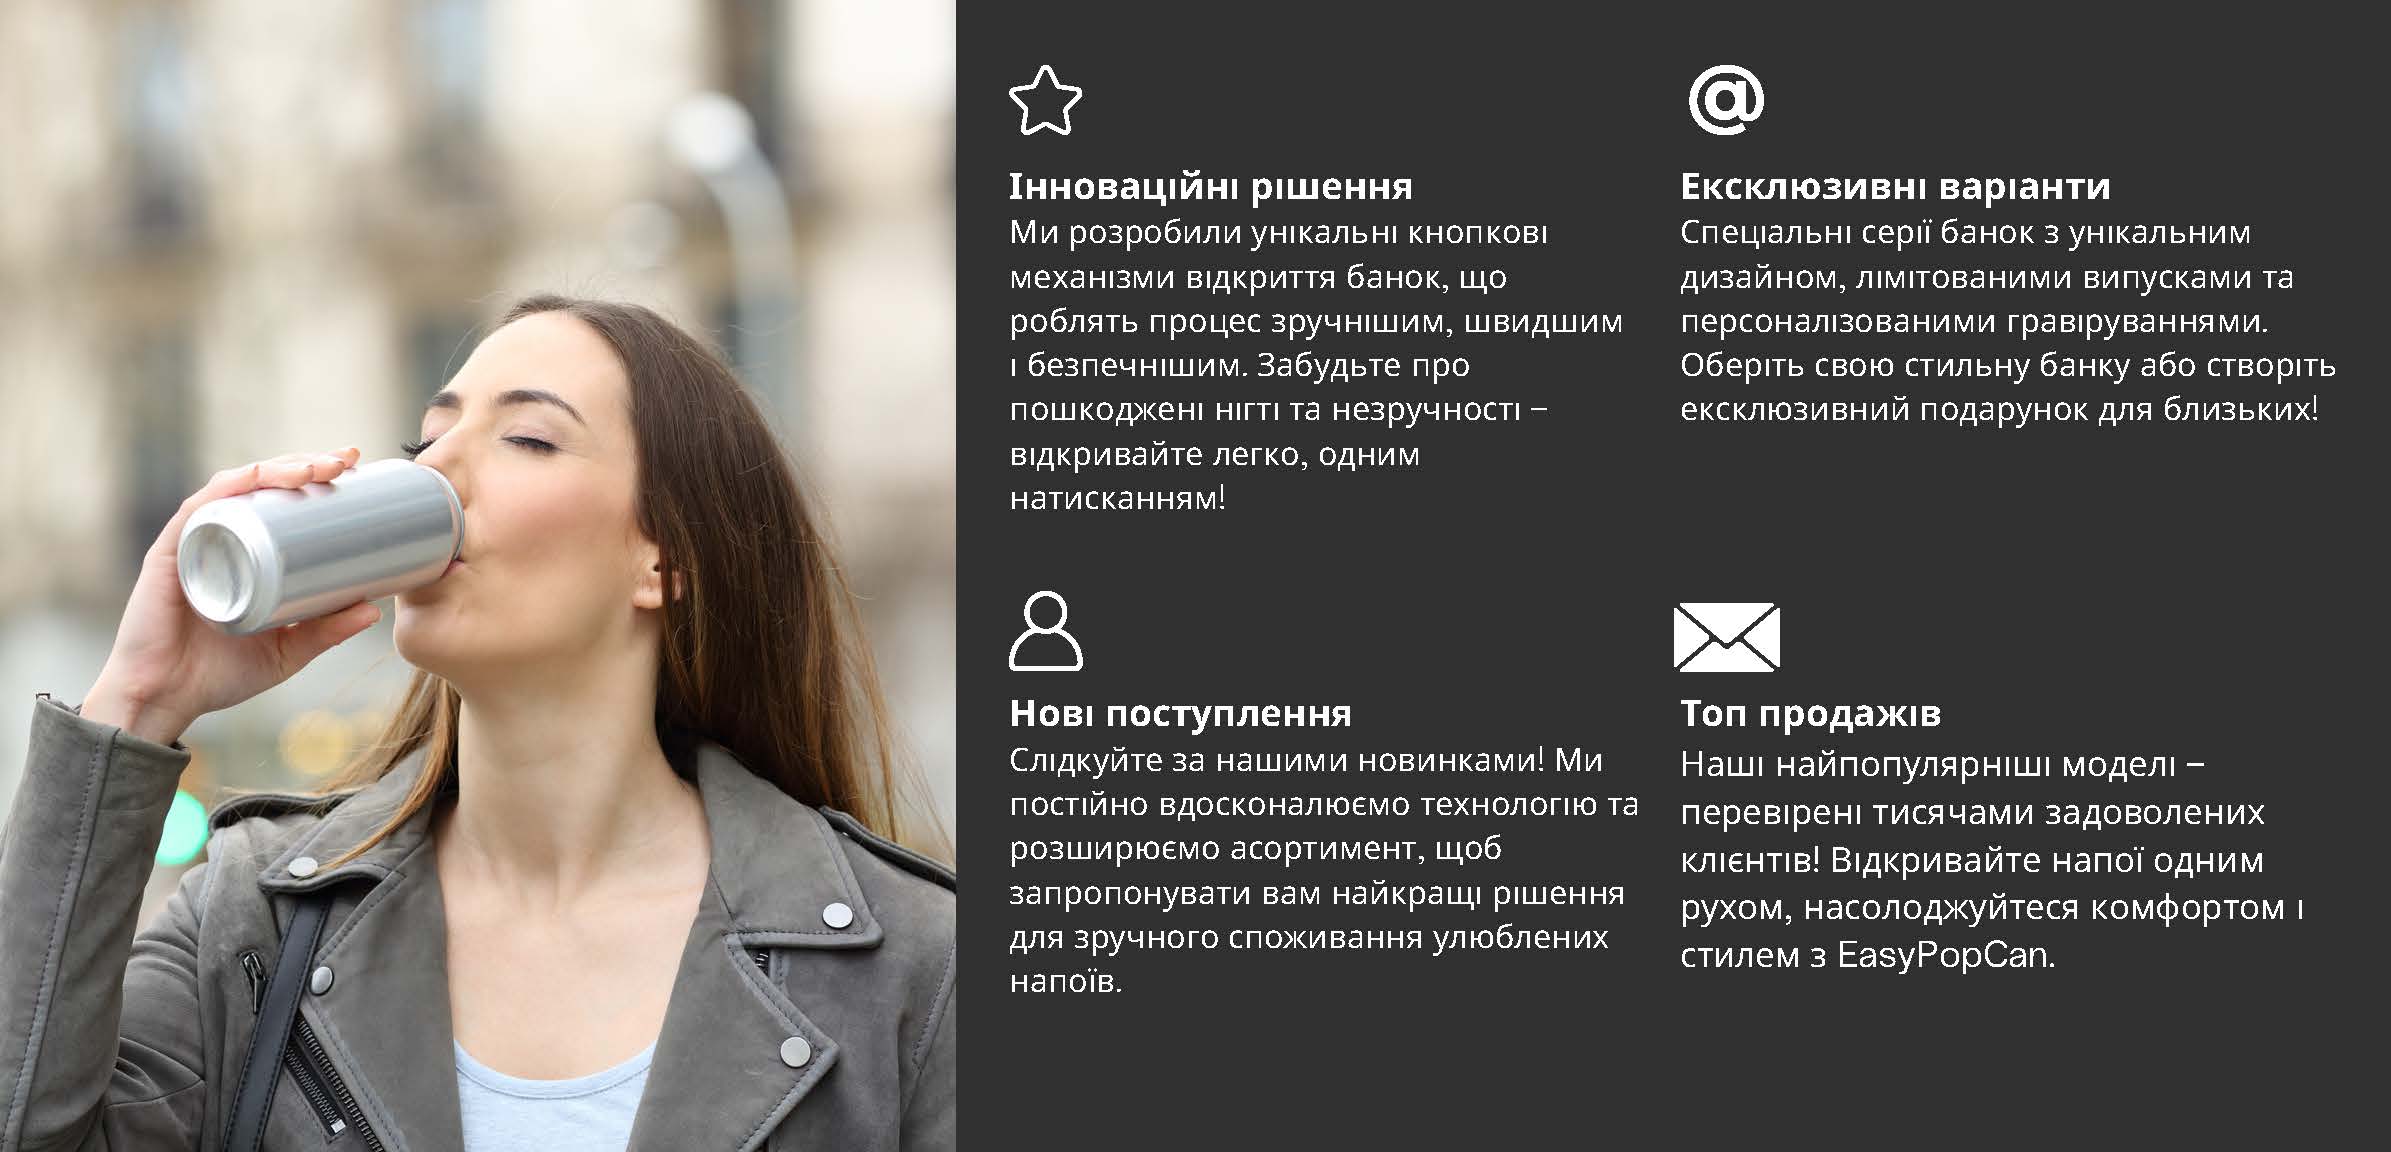 Інноваційні рішення
Ми розробили унікальні кнопкові
механізми відкриття банок, що
роблять процес зручнішим, швидшим
і безпечнішим. Забудьте про
пошкоджені нігті та незручності –
відкривайте легко, одним
натисканням!
@
Ексклюзивні варіанти
Спеціальні серії банок з унікальним
дизайном, лімітованими випусками та
персоналізованими гравіруваннями.
Оберіть свою стильну банку або створіть
ексклюзивний подарунок для близьких!
Нові поступлення
Слідкуйте за нашими новинками! Ми
постійно вдосконалюємо технологію та
розширюємо асортимент, щоб
запропонувати вам найкращі рішення
для зручного споживання улюблених
напоїв.
Топ продажів
Наші найпопулярніші моделі –
перевірені тисячами задоволених
клієнтів! Відкривайте напої одним
рухом, насолоджуйтеся комфортом і
стилем з EasyPopCan.